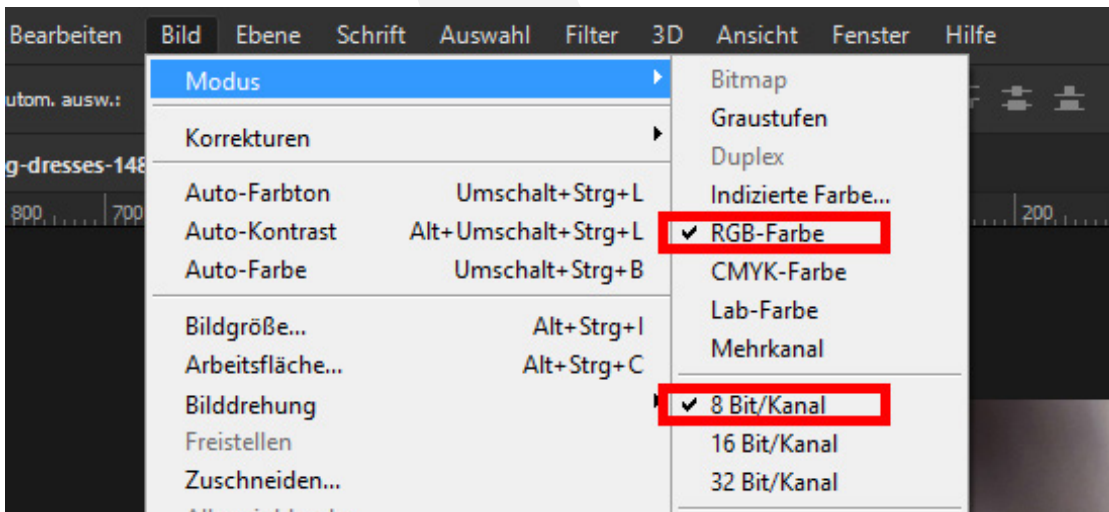 Bearbeiten Bild Ebene Schrift Auswahl Filter 3D Ansicht Fenster Hilfe
utom. ausw.:
g-dresses-148
800 700 200
Modus
Korrekturen
Auto-Farbton Umschalt+Strg+L
Auto-Kontrast Alt+Umschalt+Strg+L
Auto-Farbe Umschalt+Strg+B
Bildgröße... Alt+Strg+I
Arbeitsfläche... Alt+Strg+C
Bilddrehung
Freistellen
Zuschneiden...
Bitmap
Graustufen
Duplex
Indizierte Farbe...
RGB-Farbe
CMYK-Farbe
Lab-Farbe
Mehrkanal
8 Bit/Kanal
16 Bit/Kanal
32 Bit/Kanal